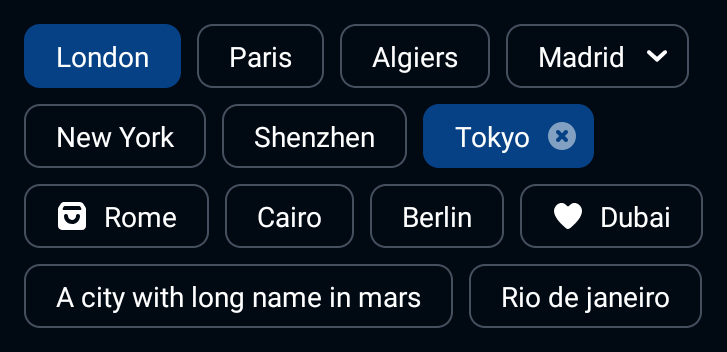 London Paris Algiers Madrid
New York Shenzhen Tokyo
Rome Cairo Berlin Dubai
A city with long name in mars Rio de janeiro